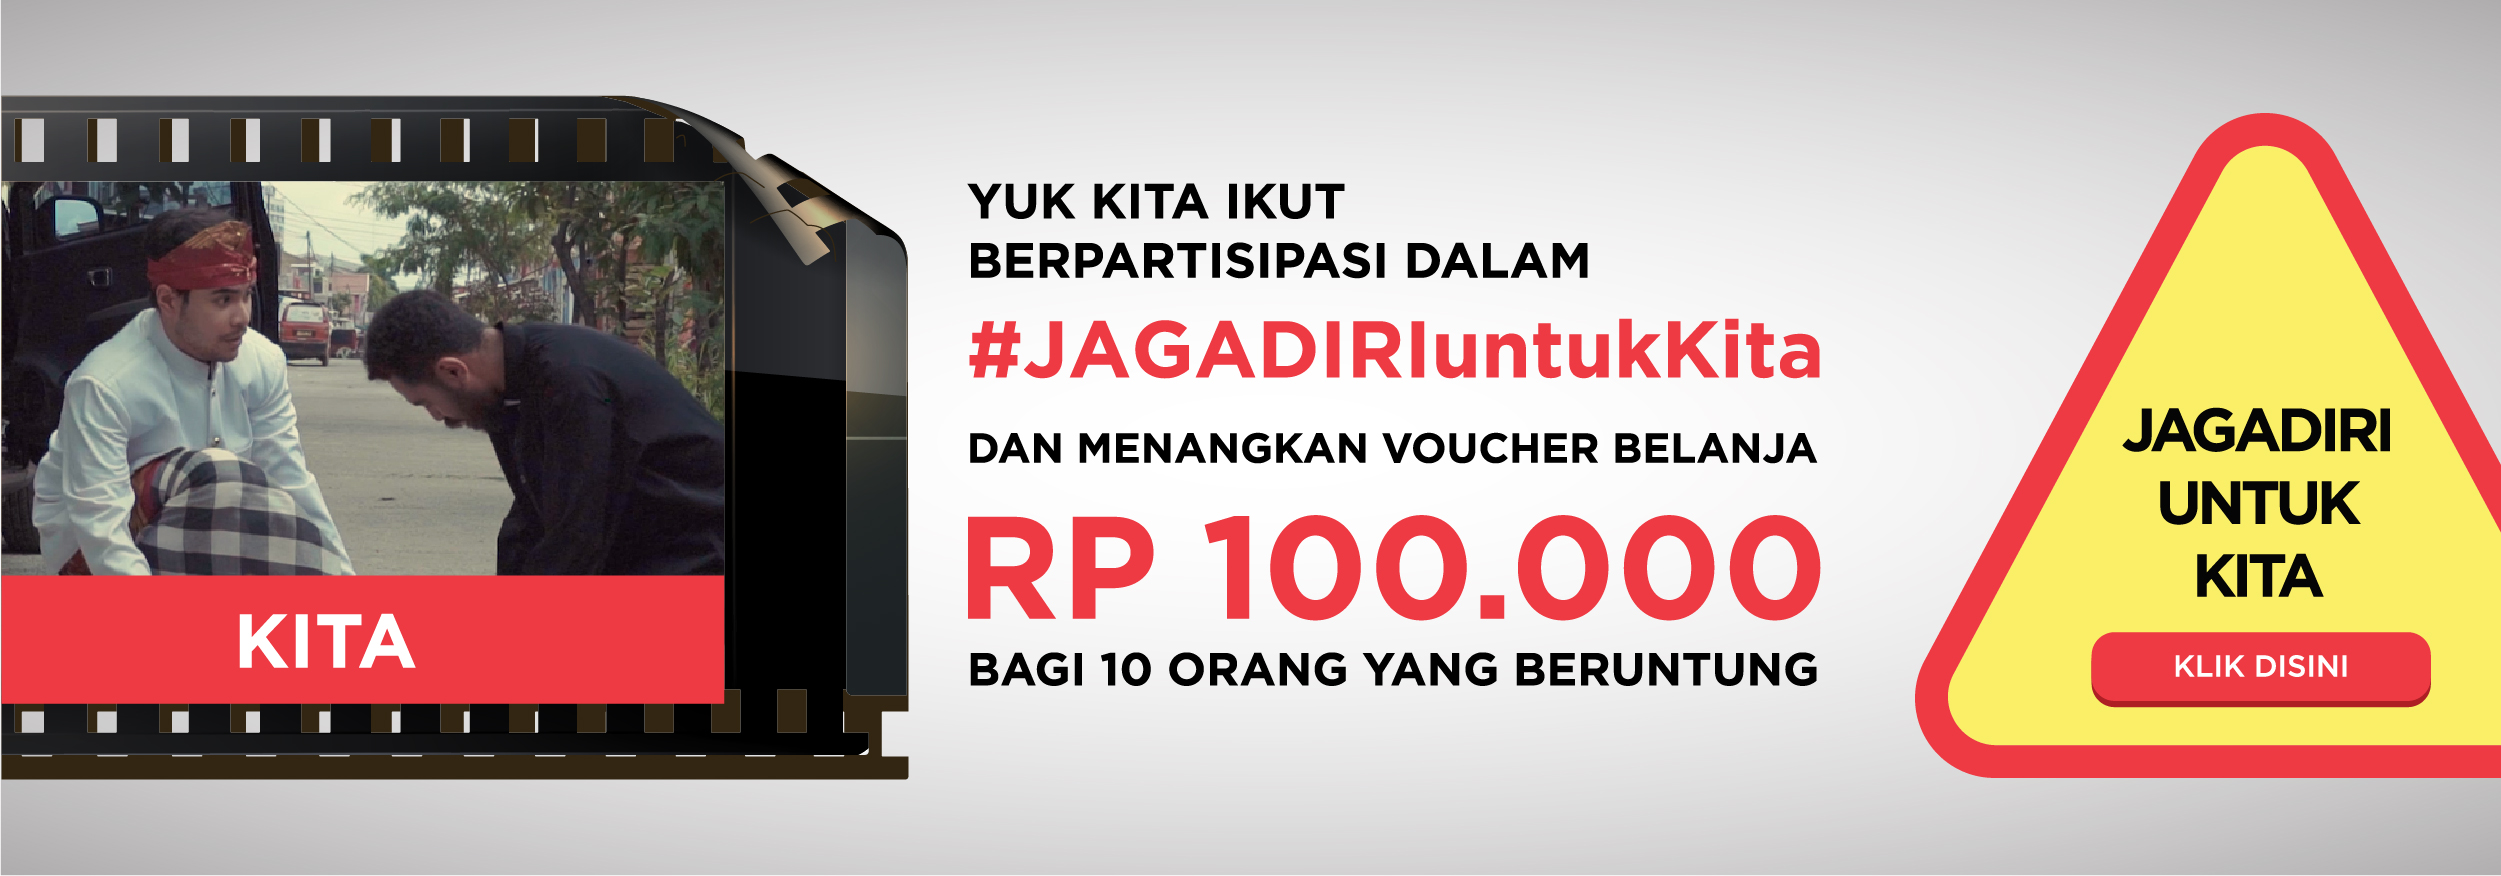 KITA
YUK KITA IKUT
BERPARTISIPASI DALAM
#JAGADIRIuntukKita
DAN MENANGKAN VOUCHER BELANJA
RP 100.000
BAGI 10 ORANG YANG BERUNTUNG
JAGADIRI
UNTUK
KITA
KLIK DISINI